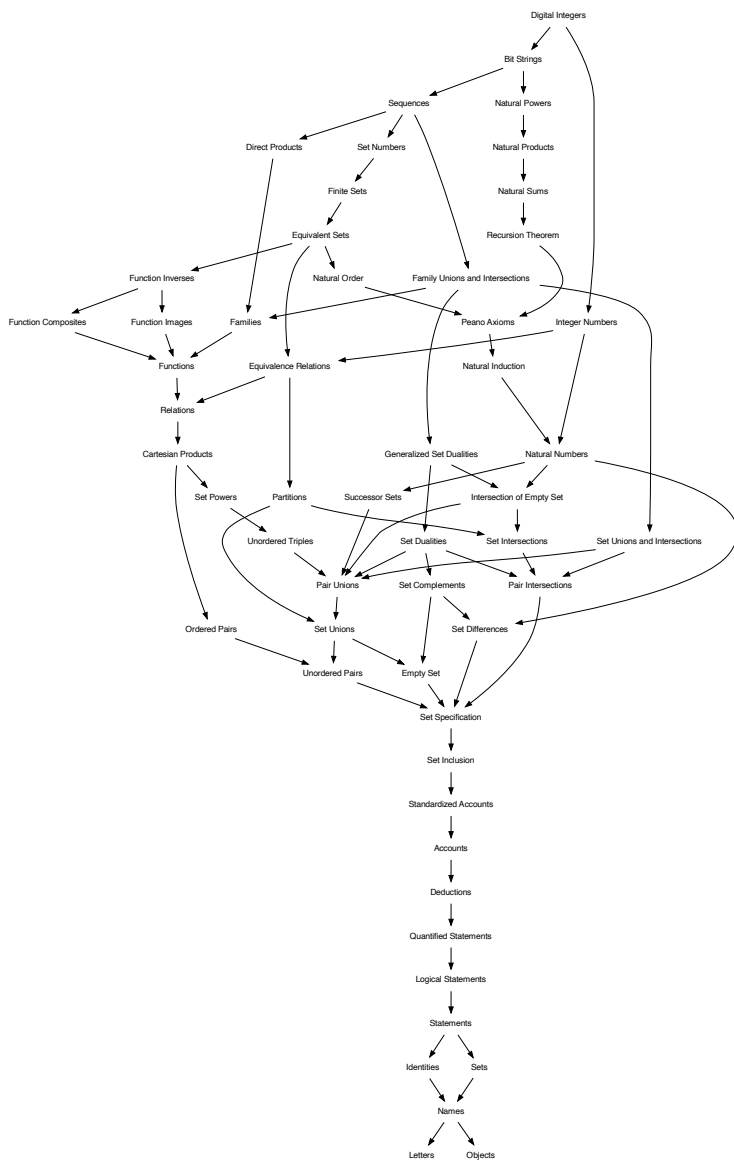 Digital Integers
Bit Strings
Sequences
Natural Powers
Direct Products
Set Numbers
Natural Products
Finite Sets
Natural Sums
Equivalent Sets
Recursion Theorem
Function Inverses
Natural Order
Family Unions and Intersections
Function Composites
Function Images
Families
Peano Axioms
Integer Numbers
Functions
Equivalence Relations
Natural Induction
Relations
Cartesian Products
Generalized Set Dualities
Natural Numbers
Set Powers
Partitions
Successor Sets
Intersection of Empty Set
Unordered Triples
Set Dualities
Set Intersections
Set Unions and Intersections
Pair Unions
Set Complements
Pair Intersections
Ordered Pairs
Set Unions
Set Differences
Unordered Pairs
Empty Set
Set Specification
Set Inclusion
Standardized Accounts
Accounts
Deductions
Quantified Statements
Logical Statements
Statements
Identities
Sets
Names
Letters
Objects